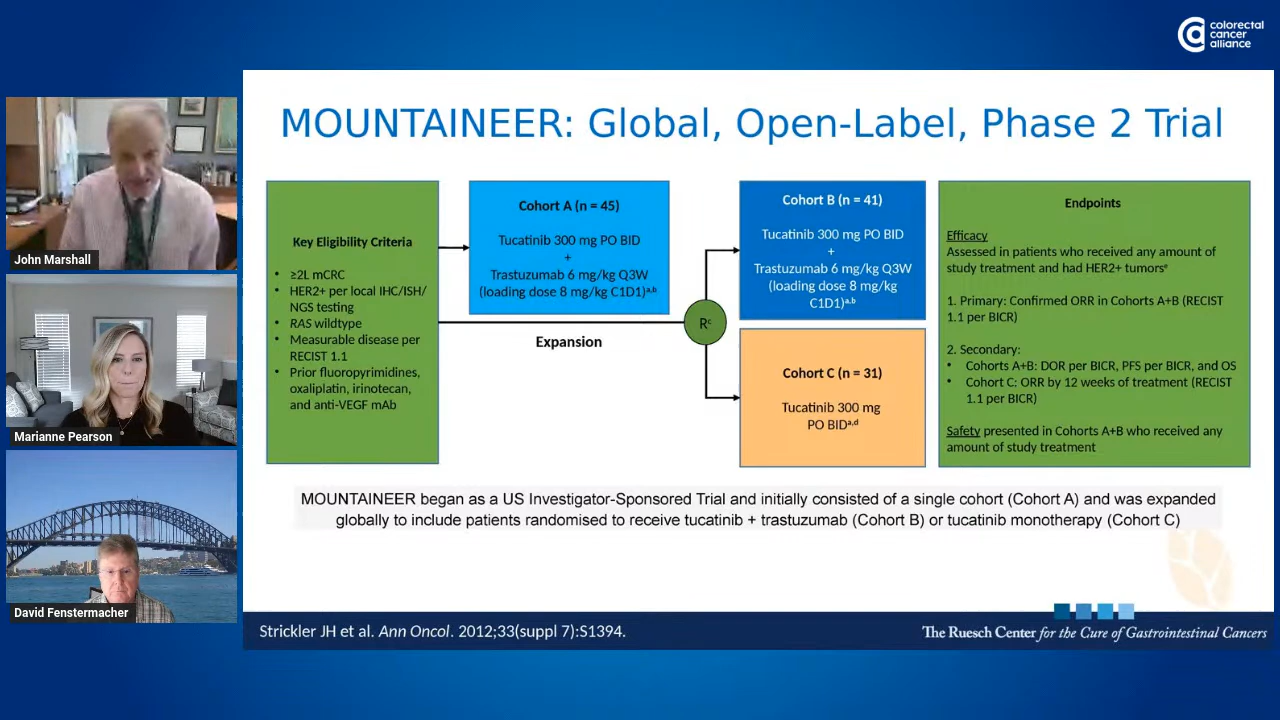 colorectal
cancer
alliance
MOUNTAINEER: Global, Open-Label, Phase 2 Trial
Key Eligibility Criteria
• ≥2L mCRC
• HER2+ per local IHC/ISH/
NGS testing
• RAS wildtype
• Measurable disease per
RECIST 1.1
• Prior fluoropyrimidines,
oxaliplatin, irinotecan,
and anti-VEGF mAb
Cohort A (n = 45)
Tucatinib 300 mg PO BID
+
Trastuzumab 6 mg/kg Q3W
(loading dose 8 mg/kg C1D1)a,b
Expansion
Rc
Cohort B (n = 41)
Tucatinib 300 mg PO BID
+
Trastuzumab 6 mg/kg Q3W
(loading dose 8 mg/kg
C1D1)a,b
Cohort C (n = 31)
Tucatinib 300 mg
PO BIDa,d
Endpoints
Efficacy
Assessed in patients who received any amount of
study treatment and had HER2+ tumorse
1. Primary: Confirmed ORR in Cohorts A+B (RECIST
1.1 per BICR)
2. Secondary:
• Cohorts A+B: DOR per BICR, PFS per BICR, and OS
• Cohort C: ORR by 12 weeks of treatment (RECIST
1.1 per BICR)
Safety presented in Cohorts A+B who received any
amount of study treatment
MOUNTAINEER began as a US Investigator-Sponsored Trial and initially consisted of a single cohort (Cohort A) and was expanded
globally to include patients randomised to receive tucatinib + trastuzumab (Cohort B) or tucatinib monotherapy (Cohort C)
Strickler JH et al. Ann Oncol. 2012;33(suppl 7):S1394.
The Ruesch Center for the Cure of Gastrointestinal Cancers
John Marshall
Marianne Pearson
David Fenstermacher